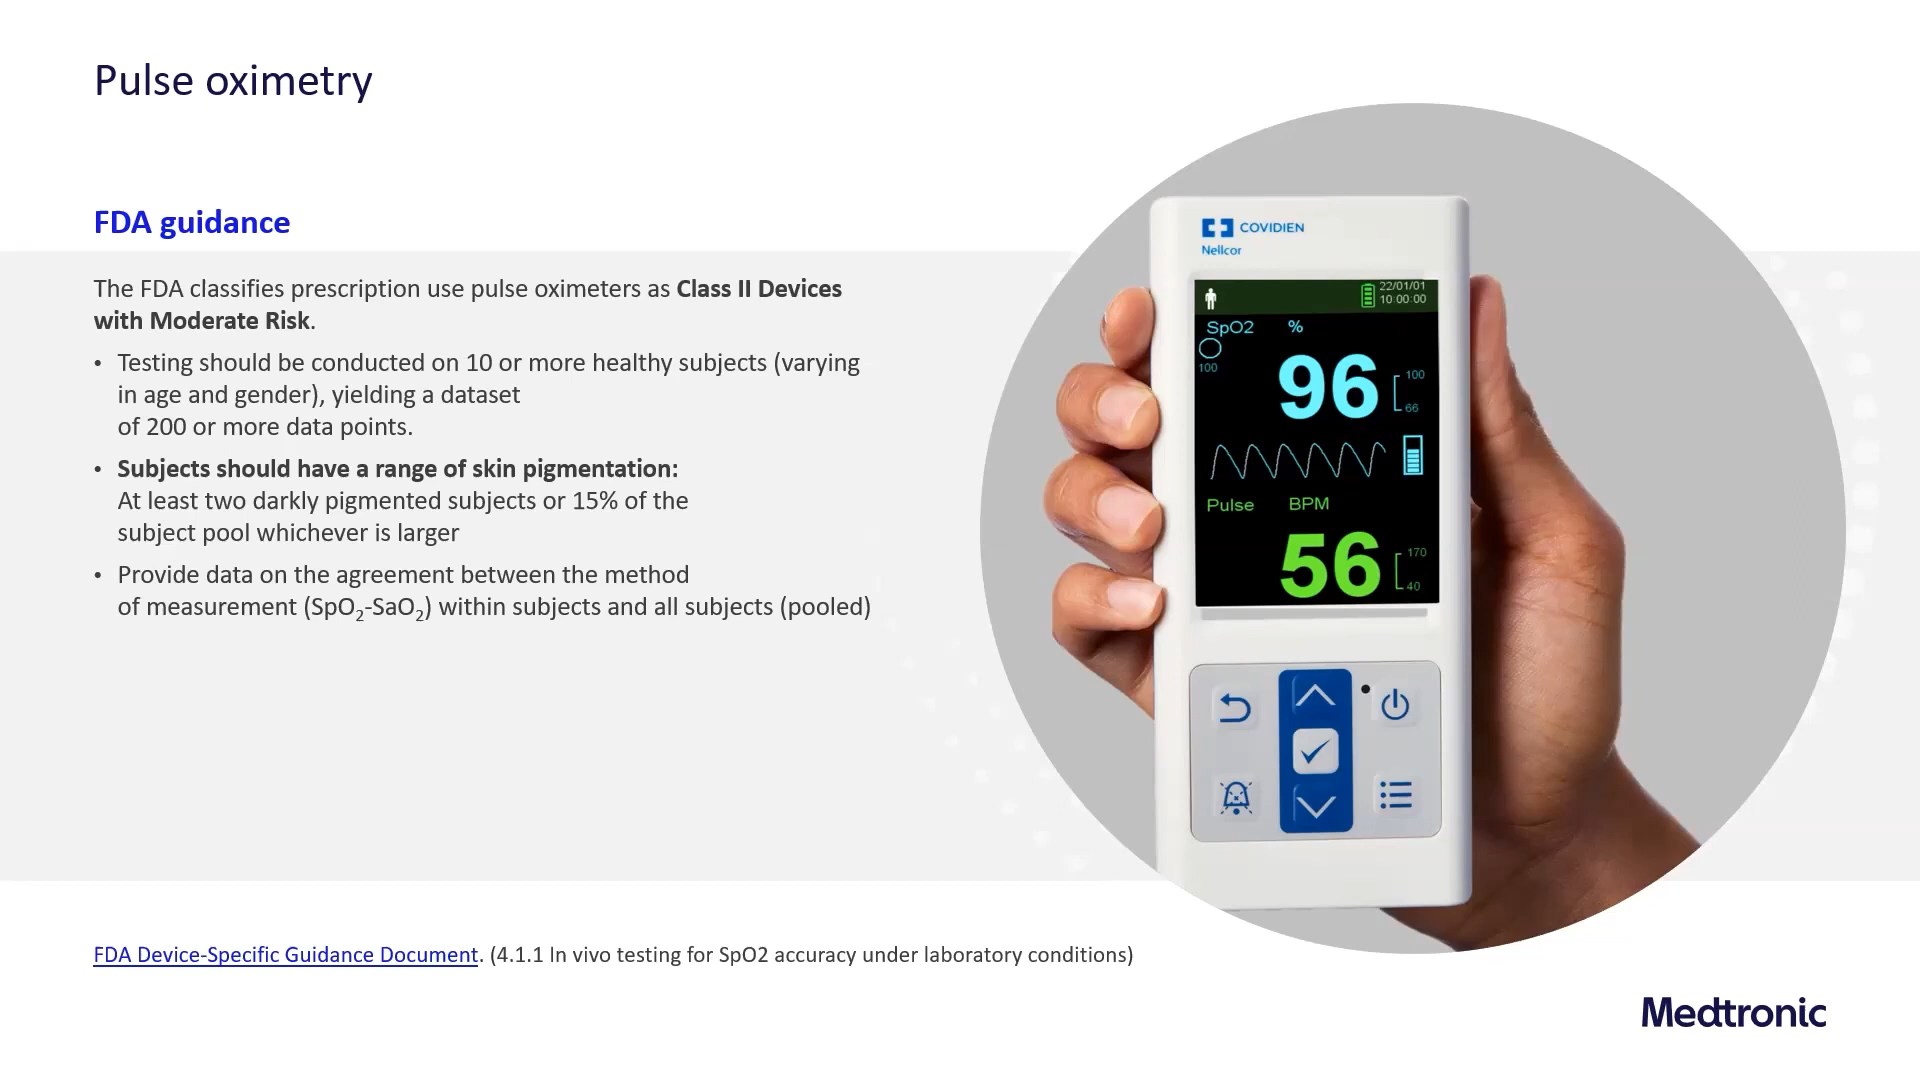 Pulse oximetry
FDA guidance
The FDA classifies prescription use pulse oximeters as Class II Devices
with Moderate Risk.
• Testing should be conducted on 10 or more healthy subjects (varying
in age and gender), yielding a dataset
of 200 or more data points.
• Subjects should have a range of skin pigmentation:
At least two darkly pigmented subjects or 15% of the
subject pool whichever is larger
• Provide data on the agreement between the method
of measurement (SpO₂-SaO₂) within subjects and all subjects (pooled)
COVIDIEN
Nellcor
22/01/01
10:00:00
SpO2 %
100
96
100
66
Pulse BPM
56
170
40
FDA Device-Specific Guidance Document. (4.1.1 In vivo testing for SpO2 accuracy under laboratory conditions)
Medtronic